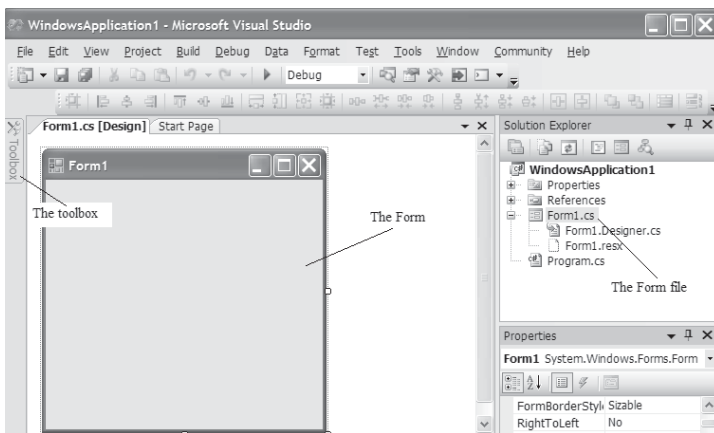 WindowsApplication1 - Microsoft Visual Studio
File Edit View Project Build Debug Data Format Test Tools Window Community Help
Debug
Toolbox
Form1.cs [Design] Start Page
Form1
The toolbox
The Form
Solution Explorer
WindowsApplication1
Properties
References
Form1.cs
Form1.Designer.cs
Form1.resx
Program.cs
The Form file
Properties
Form1 System.Windows.Forms.Form
FormBorderStyl Sizable
RightToLeft No